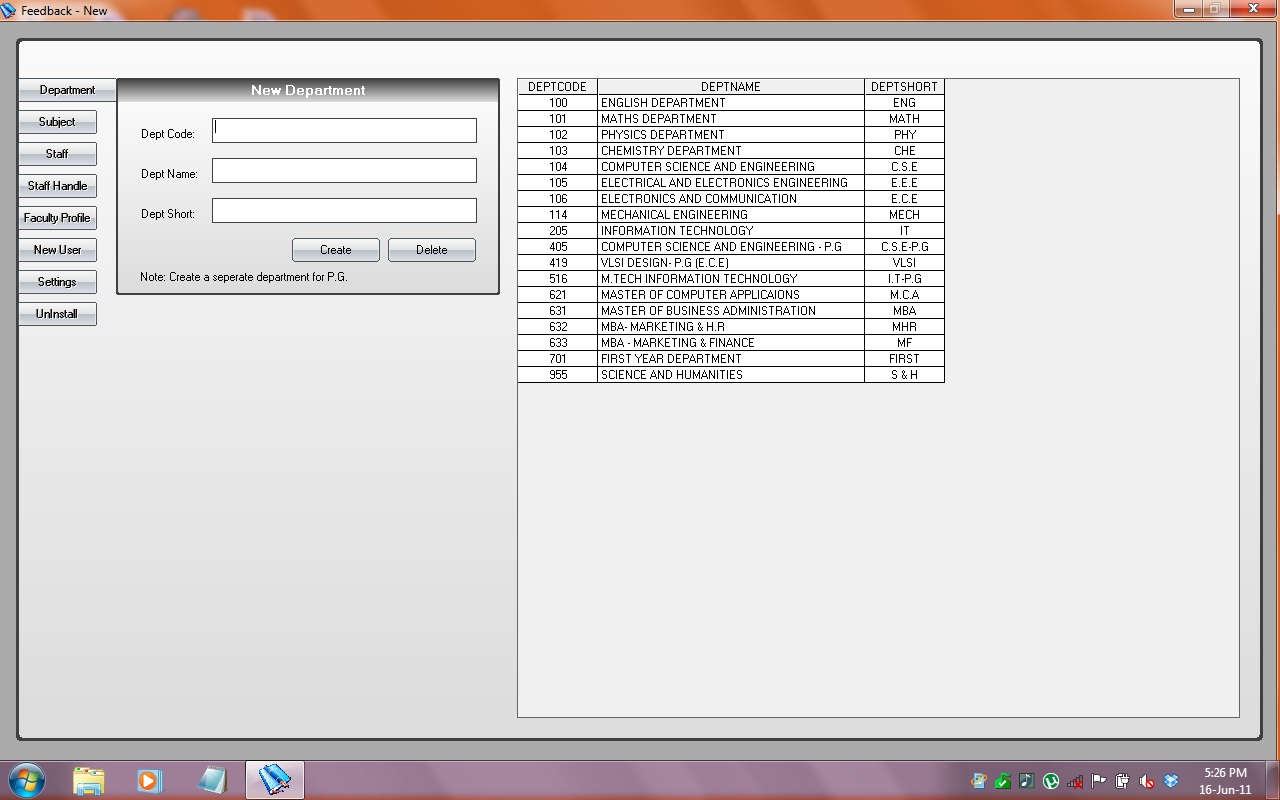 Feedback - New
Department
Subject
Staff
Staff Handle
Faculty Profile
New User
Settings
UnInstall
New Department
Dept Code:
Dept Name:
Dept Short:
Create Delete
Note: Create a seperate department for P.G.
DEPTCODE DEPTNAME DEPTSHORT
100 ENGLISH DEPARTMENT ENG
101 MATHS DEPARTMENT MATH
102 PHYSICS DEPARTMENT PHY
103 CHEMISTRY DEPARTMENT CHE
104 COMPUTER SCIENCE AND ENGINEERING C.S.E
105 ELECTRICAL AND ELECTRONICS ENGINEERING E.E.E
106 ELECTRONICS AND COMMUNICATION E.C.E
114 MECHANICAL ENGINEERING MECH
205 INFORMATION TECHNOLOGY IT
405 COMPUTER SCIENCE AND ENGINEERING - P.G C.S.E-P.G
419 VLSI DESIGN- P.G (E.C.E) VLSI
516 M.TECH INFORMATION TECHNOLOGY I.T-P.G
621 MASTER OF COMPUTER APPLICAIONS M.C.A
631 MASTER OF BUSINESS ADMINISTRATION MBA
632 MBA- MARKETING & H.R MHR
633 MBA - MARKETING & FINANCE MF
701 FIRST YEAR DEPARTMENT FIRST
955 SCIENCE AND HUMANITIES S & H
5:26 PM
16-Jun-11